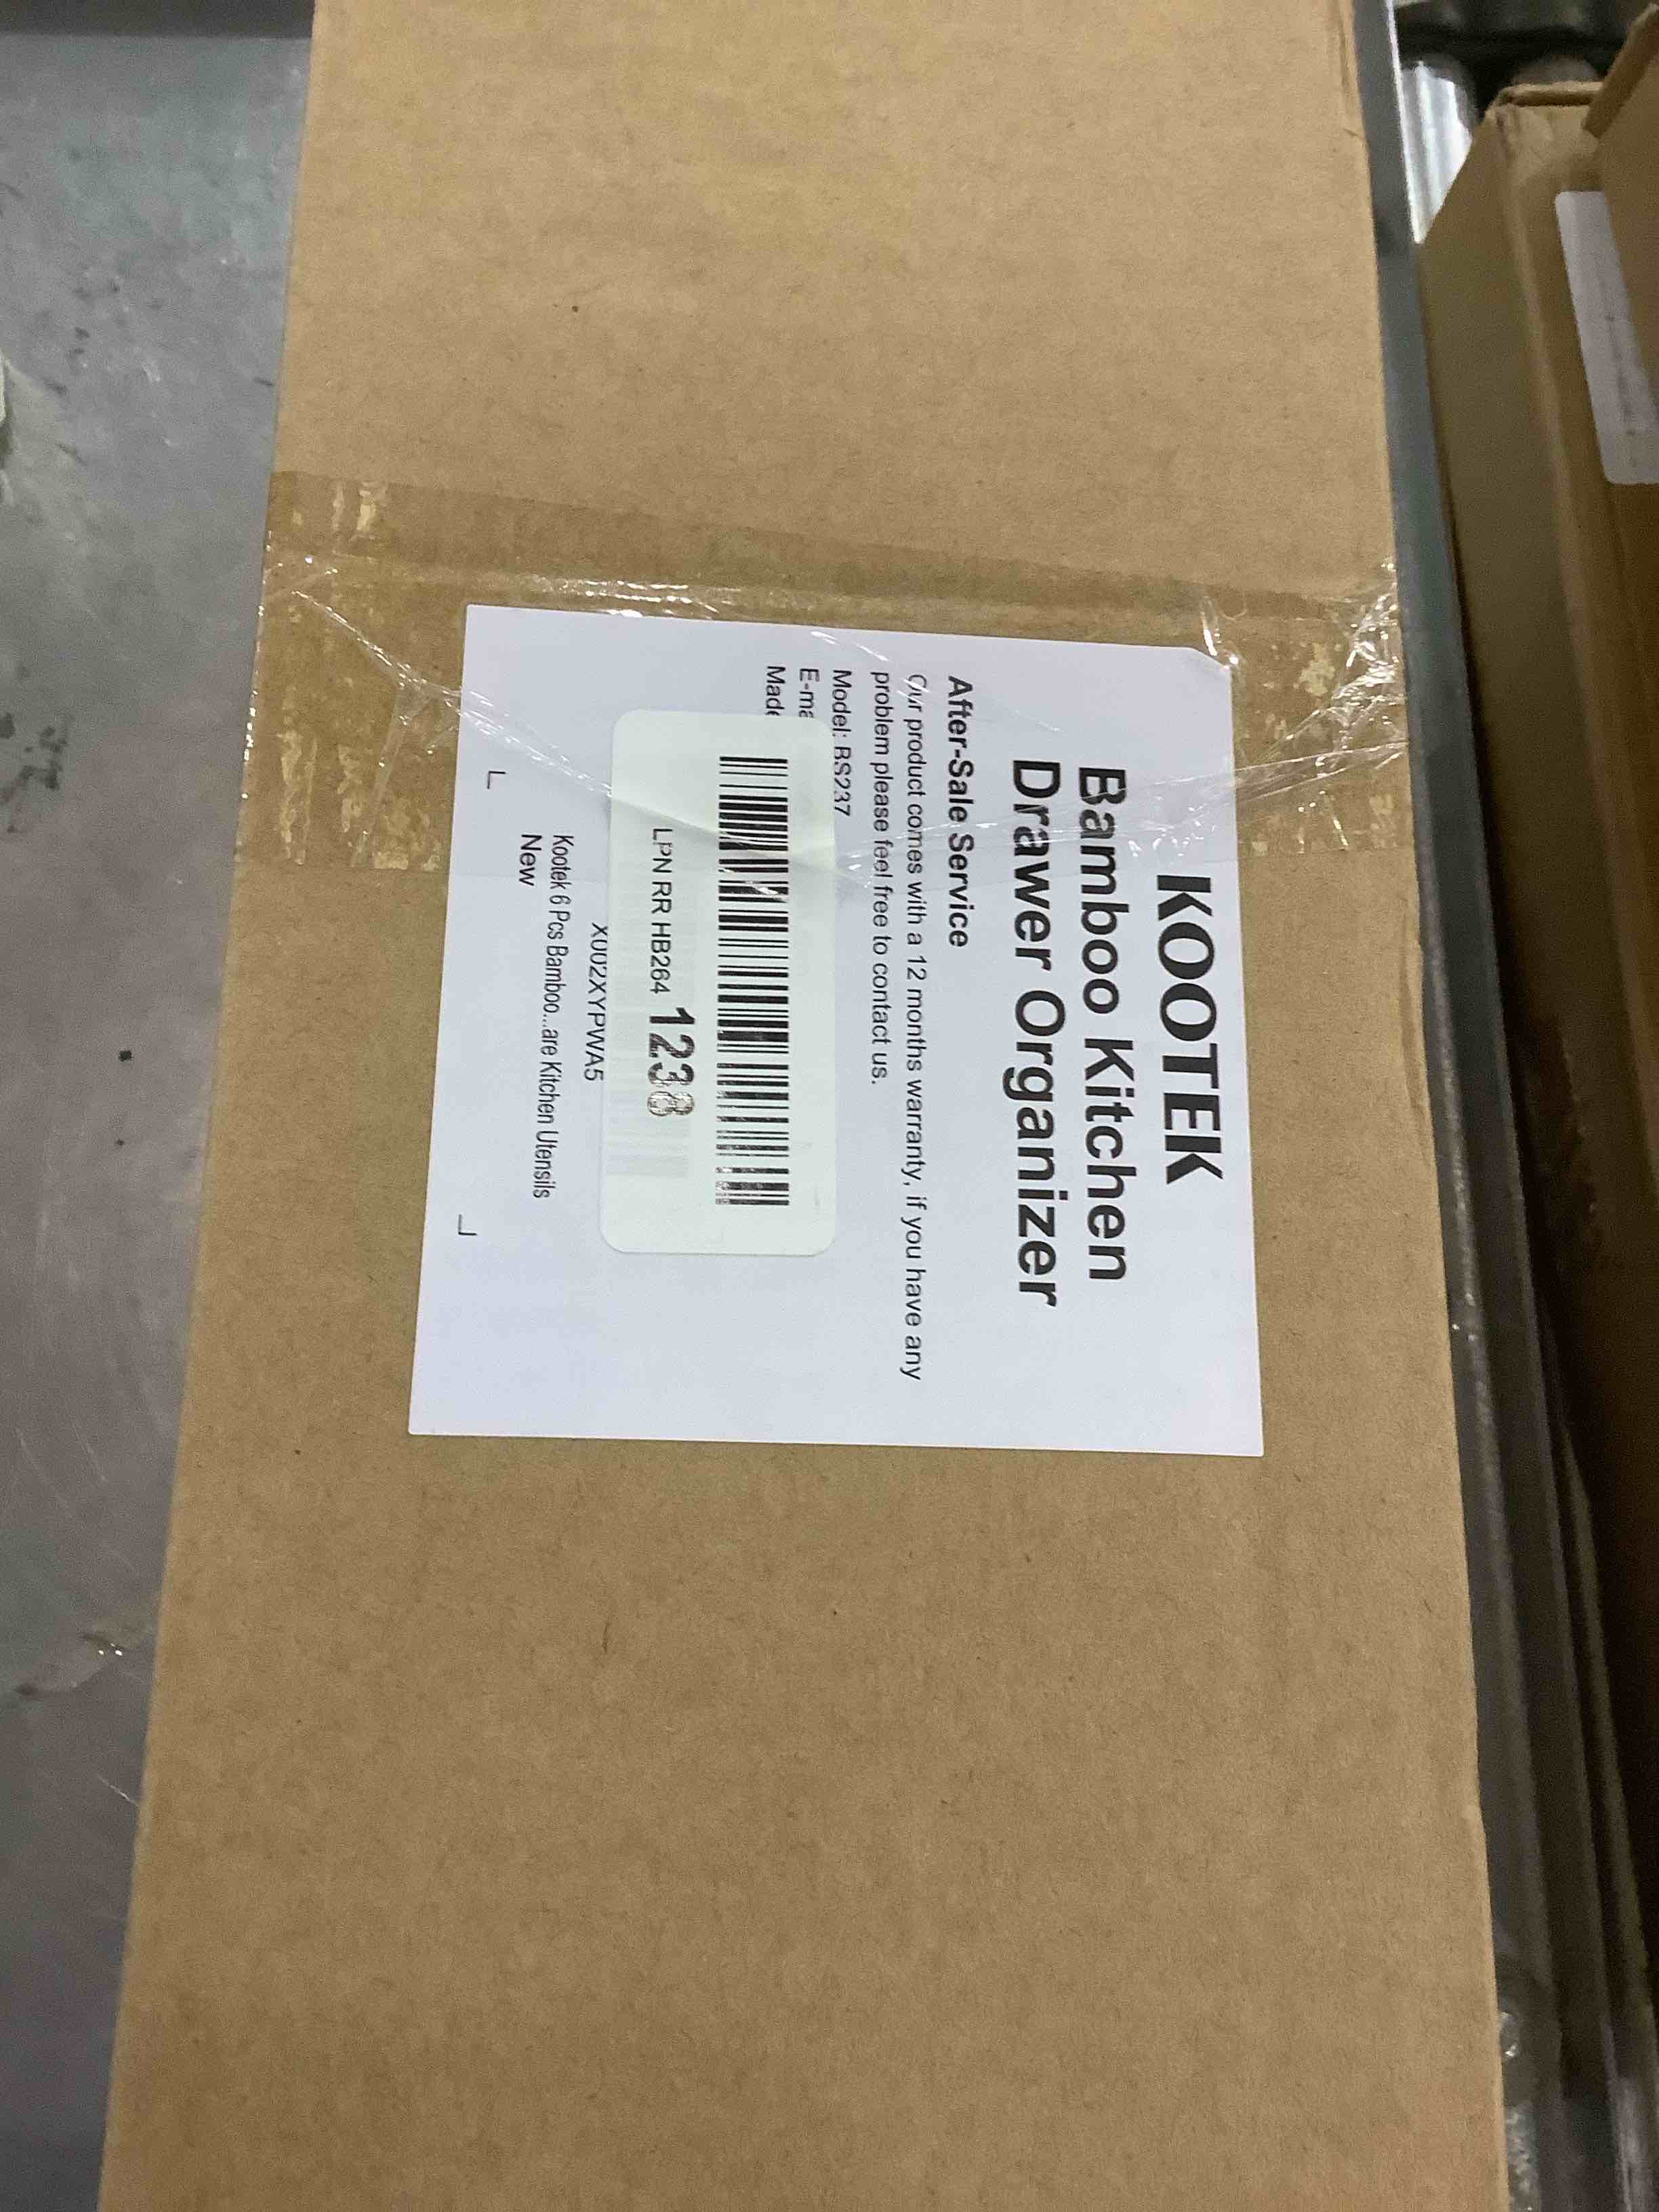 KOOTEK
Bamboo Kitchen
Drawer Organizer
After-Sale Service
Our product comes with a 12 months warranty, if you have any
problem please feel free to contact us.
Model: BS237
E-ma
Made
LPN RR HB264 1238
X002XYPWA5
Kootek 6 Pcs Bamboo...are Kitchen Utensils
New